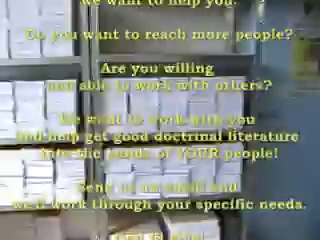 we want to help you.
Do you want to reach more people?
Are you willing
and able to work with others?
We want to work with you
and help get good doctrinal literature
into the hands of YOUR people!
Send us an email and
we'll work through your specific needs.